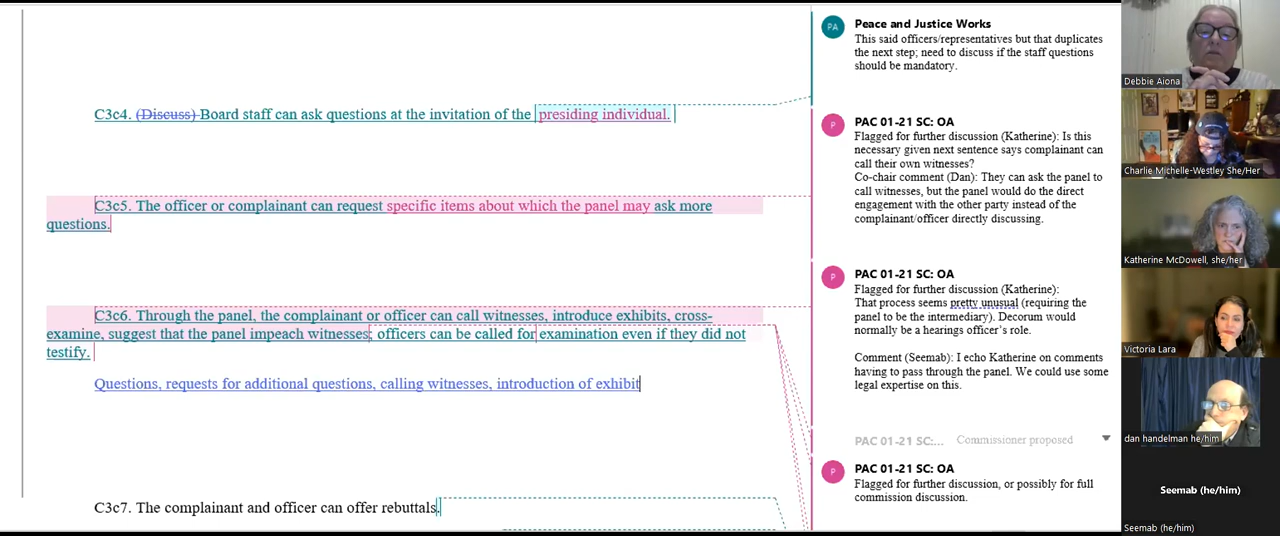 C3c4. (Discuss) Board staff can ask questions at the invitation of the presiding individual.
C3c5. The officer or complainant can request specific items about which the panel may ask more
questions.
C3c6. Through the panel, the complainant or officer can call witnesses, introduce exhibits, cross-
examine, suggest that the panel impeach witnesses; officers can be called for examination even if they did not
testify.
Questions, requests for additional questions, calling witnesses, introduction of exhibit
C3c7. The complainant and officer can offer rebuttals.
PA
Peace and Justice Works
This said officers/representatives but that duplicates
the next step; need to discuss if the staff questions
should be mandatory.
P
PAC 01-21 SC: OA
Flagged for further discussion (Katherine): Is this
necessary given next sentence says complainant can
call their own witnesses?
Co-chair comment (Dan): They can ask the panel to
call witnesses, but the panel would do the direct
engagement with the other party instead of the
complainant/officer directly discussing.
P
PAC 01-21 SC: OA
Flagged for further discussion (Katherine):
That process seems pretty unusual (requiring the
panel to be the intermediary). Decorum would
normally be a hearings officer's role.
Comment (Seemab): I echo Katherine on comments
having to pass through the panel. We could use some
legal expertise on this.
PAC 01-21 SC:... Commissioner proposed
P
PAC 01-21 SC: OA
Flagged for further discussion, or possibly for full
commission discussion.
Debbie Aiona
Charlie Michelle-Westley She/Her
Katherine McDowell, she/her
Victoria Lara
dan handelman he/him
Seemab (he/him)
Seemab (he/him)